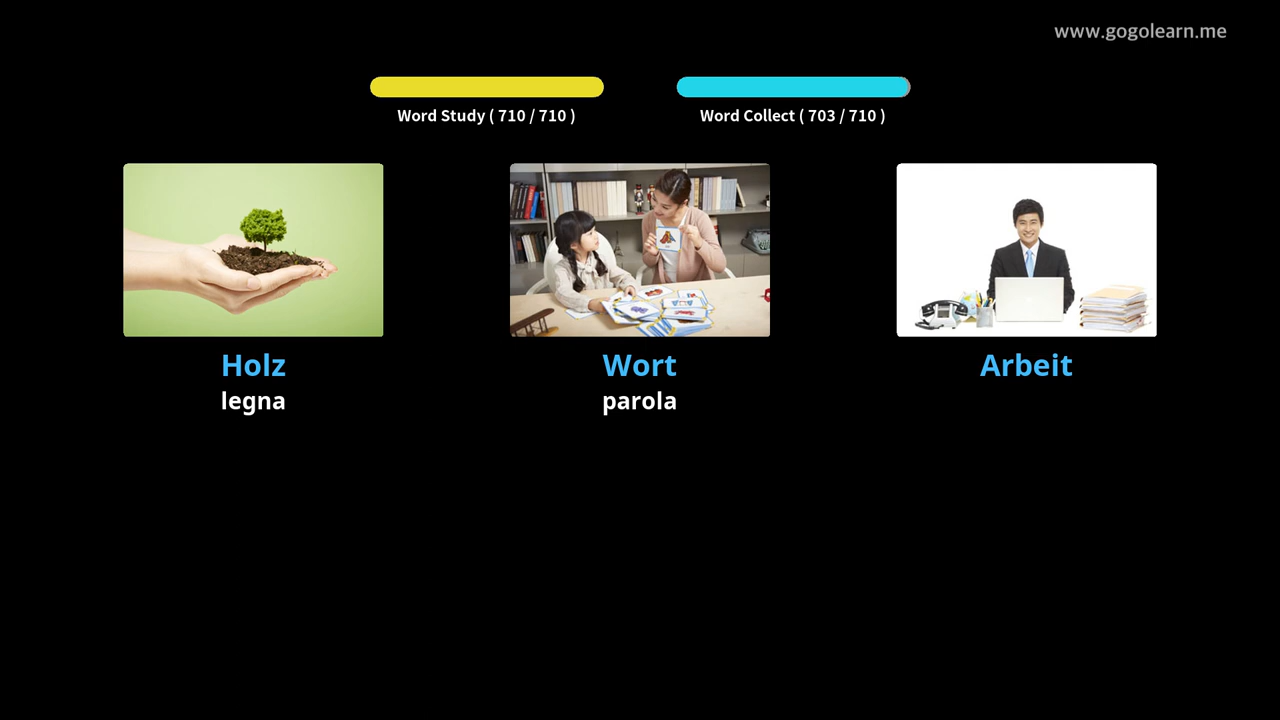 www.gogolearn.me
Word Study ( 710 / 710 )
Word Collect ( 703 / 710 )
Holz
legna
Wort
parola
Arbeit